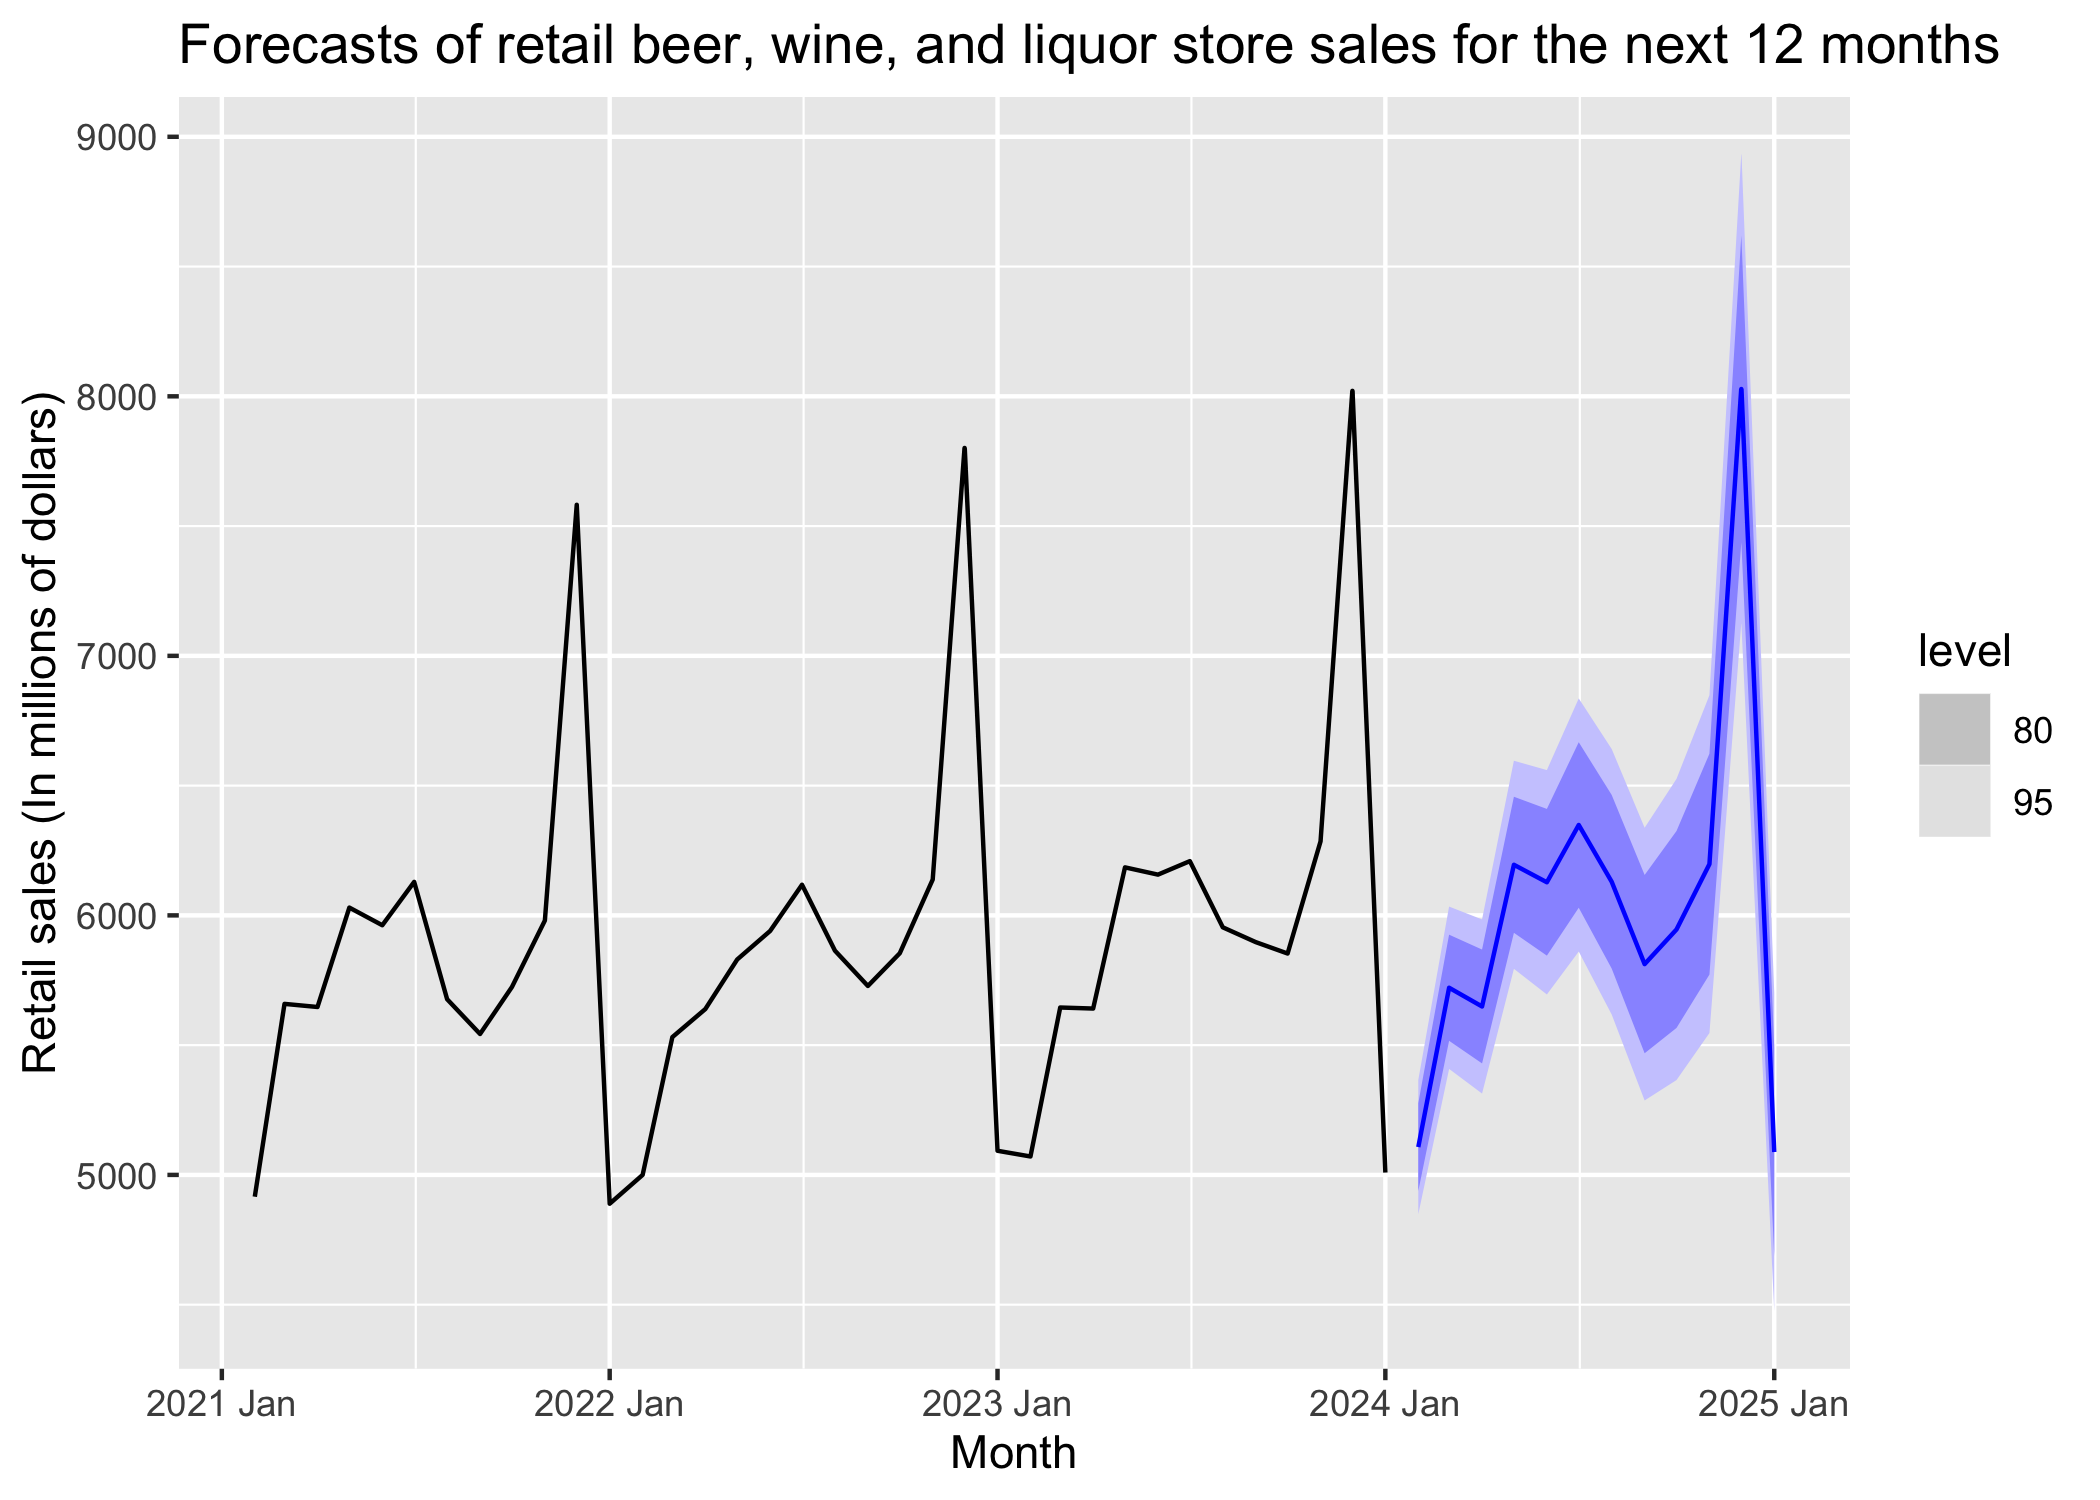 Forecasts of retail beer, wine, and liquor store sales for the next 12 months
9000
8000
7000
6000
5000
Retail sales (In millions of dollars)
2021 Jan
2022 Jan
2023 Jan
2024 Jan
2025 Jan
Month
level
80
95